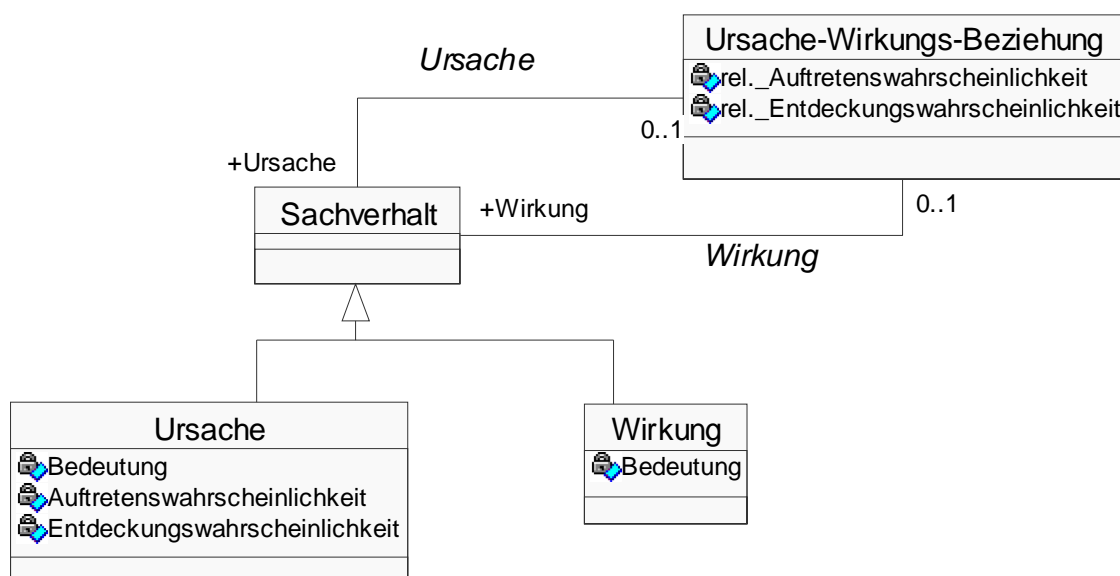 Ursache-Wirkungs-Beziehung
rel._Auftretenswahrscheinlichkeit
rel._Entdeckungswahrscheinlichkeit
Ursache
0..1
+Ursache
Sachverhalt
+Wirkung
0..1
Wirkung
Ursache
Bedeutung
Auftretenswahrscheinlichkeit
Entdeckungswahrscheinlichkeit
Wirkung
Bedeutung